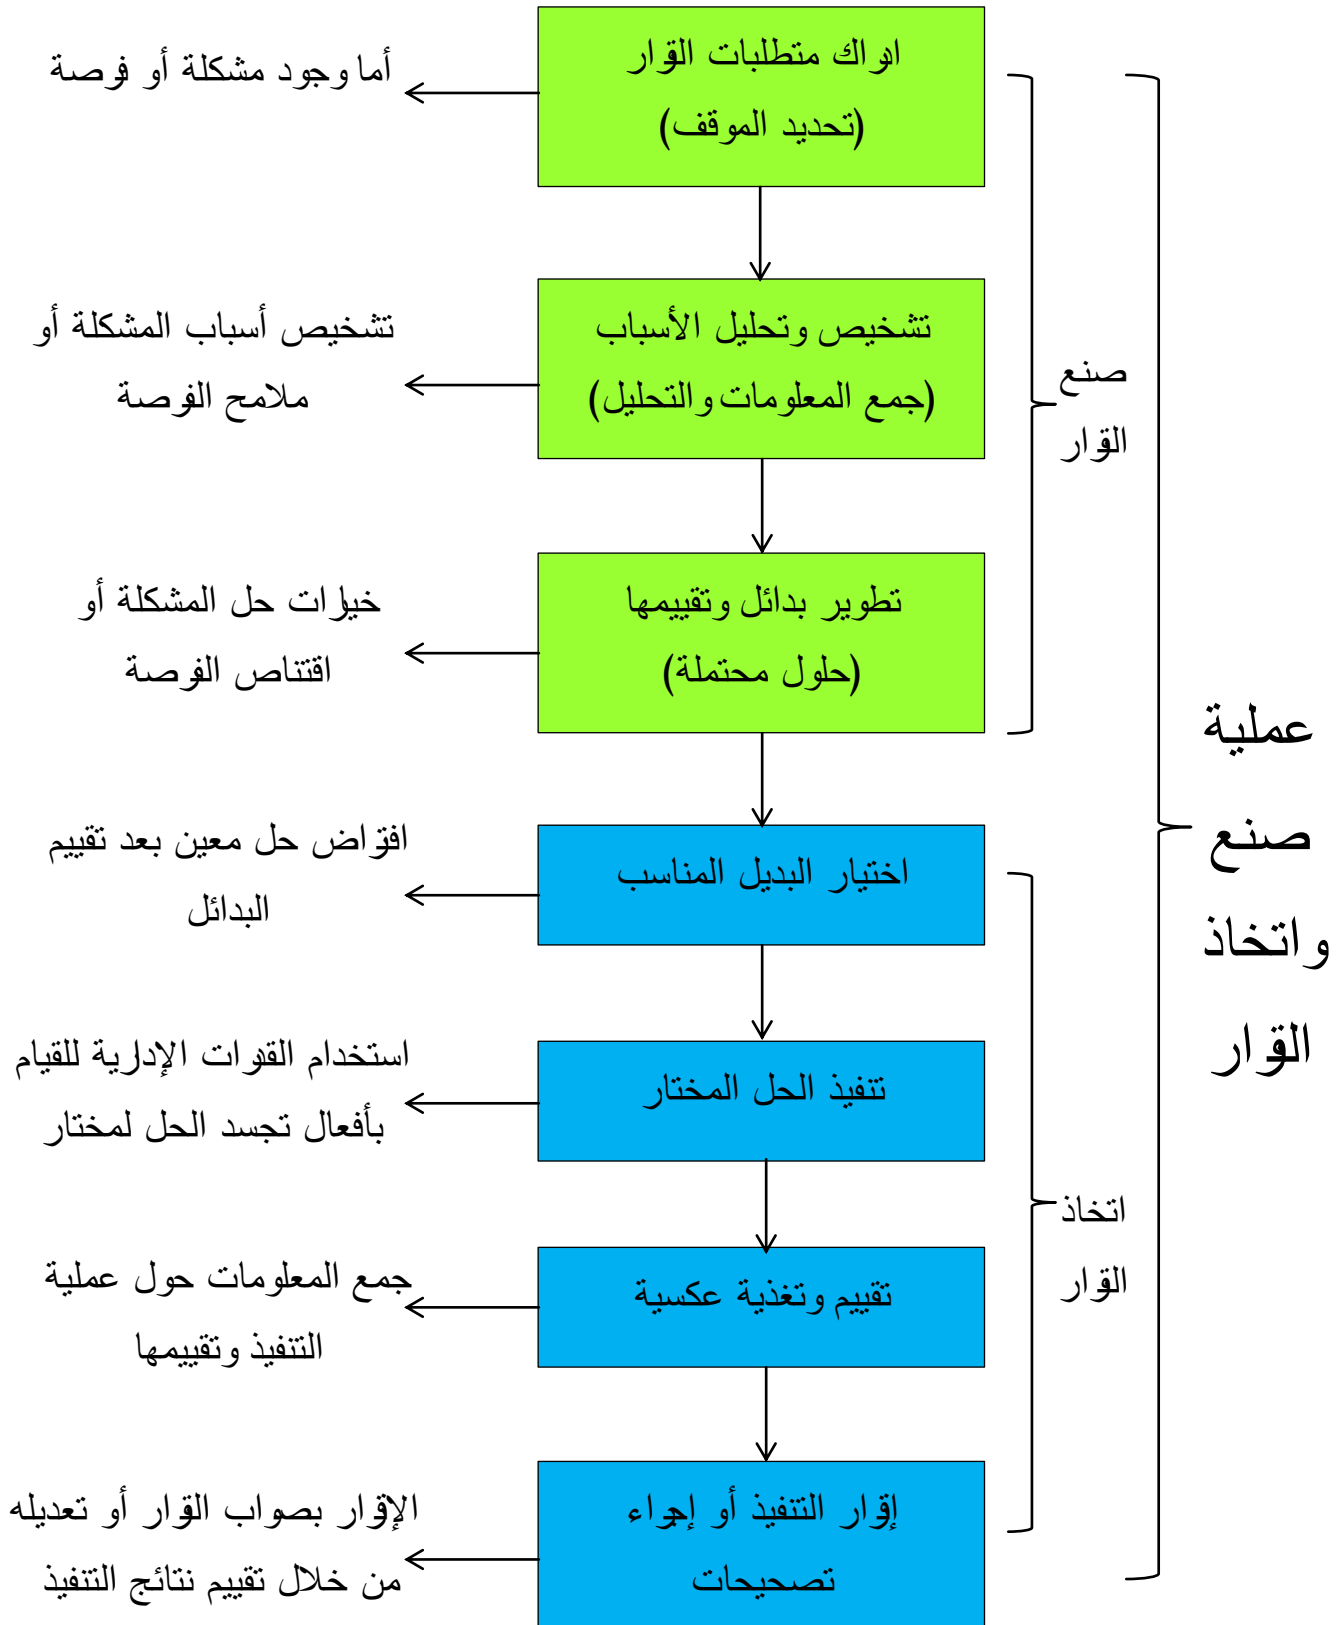 ادراك متطلبات القرار
(تحديد الموقف)
أما وجود مشكلة أو فرصة
تشخيص وتحليل الأسباب
(جمع المعلومات والتحليل)
تشخيص أسباب المشكلة أو
ملامح الفرصة
صنع
القرار
تطوير بدائل وتقييمها
(حلول محتملة)
خيارات حل المشكلة أو
اقتناص الفرصة
عملية
صنع
واتخاذ
القرار
اختيار البديل المناسب
افتراض حل معين بعد تقييم
البدائل
تنفيذ الحل المختار
استخدام القدرات الإدارية للقيام
بأفعال تجسد الحل لمختار
اتخاذ
القرار
تقييم وتغذية عكسية
جمع المعلومات حول عملية
التنفيذ وتقييمها
إقرار التنفيذ أو إجراء
تصحيحات
الإقرار بصواب القرار أو تعديله
من خلال تقييم نتائج التنفيذ